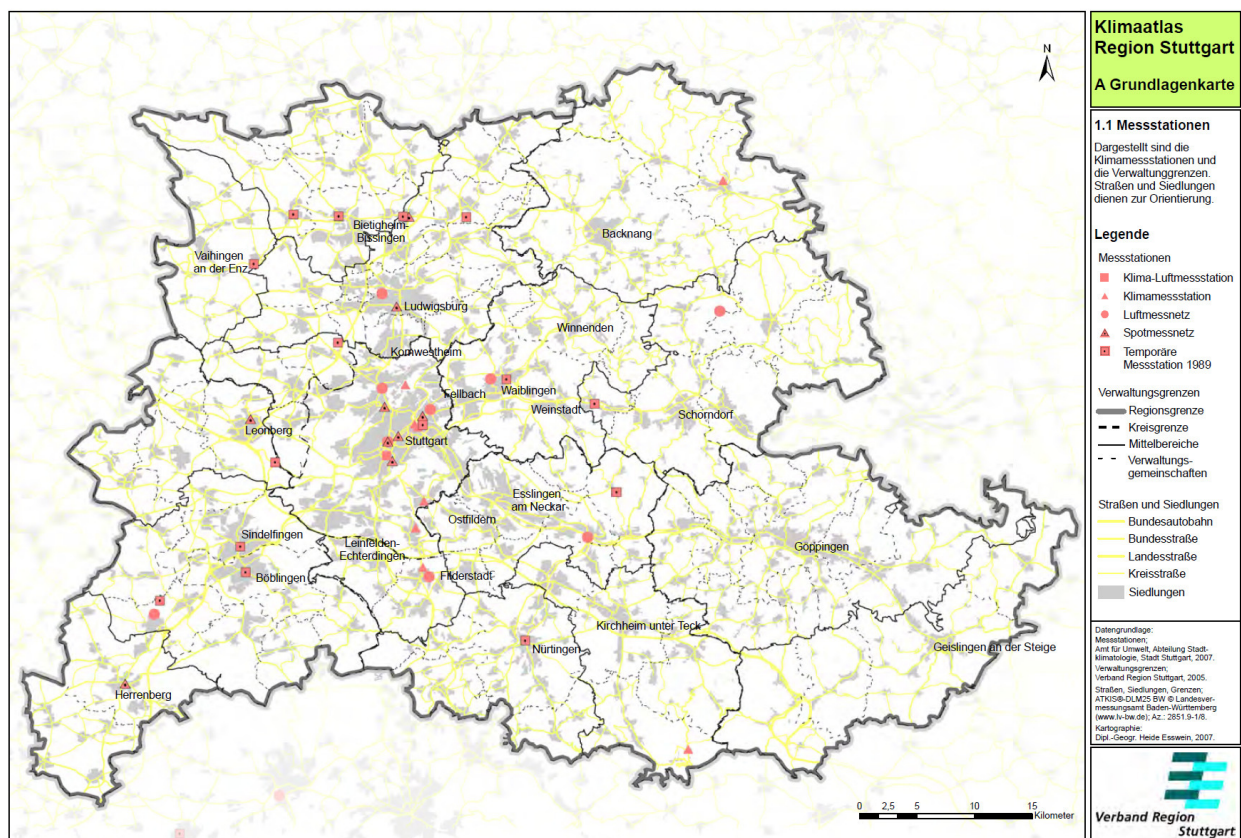 Klimaatlas
Region Stuttgart
A Grundlagenkarte
1.1 Messstationen
Dargestellt sind die
Klimamessstationen und
die Verwaltunggrenzen.
Straßen und Siedlungen
dienen zur Orientierung.
Legende
Messstationen
Klima-Luftmessstation
Klimamessstation
Luftmessnetz
Spotmessnetz
Temporäre
Messstation 1989
Verwaltungsgrenzen
Regionsgrenze
Kreisgrenze
Mittelbereiche
Verwaltungs-
gemeinschaften
Straßen und Siedlungen
Bundesautobahn
Bundesstraße
Landesstraße
Kreisstraße
Siedlungen
Datengrundlage:
Messstationen;
Amt für Umwelt, Abteilung Stadt-
klimatologie, Stadt Stuttgart, 2007.
Verwaltungsgrenzen;
Verband Region Stuttgart, 2005.
Straßen, Siedlungen, Grenzen;
ATKIS®-DLM25 BW © Landesver-
messungsamt Baden-Württemberg
(www.lv-bw.de); Az.: 2851.9-1/8.
Kartographie:
Dipl.-Geogr. Heide Esswein, 2007.
Verband Region
Stuttgart
N
Bietigheim-
Bissingen
Backnang
Vaihingen
an der Enz
Ludwigsburg
Winnenden
Kornwestheim
Fellbach
Waiblingen
Weinstadt
Schorndorf
Leonberg
Stuttgart
Esslingen
am Neckar
Ostfildern
Sindelfingen
Leinfelden-
Echterdingen
Göppingen
Böblingen
Filderstadt
Kirchheim unter Teck
Nürtingen
Geislingen an der Steige
Herrenberg
0 2,5 5 10 15
Kilometer